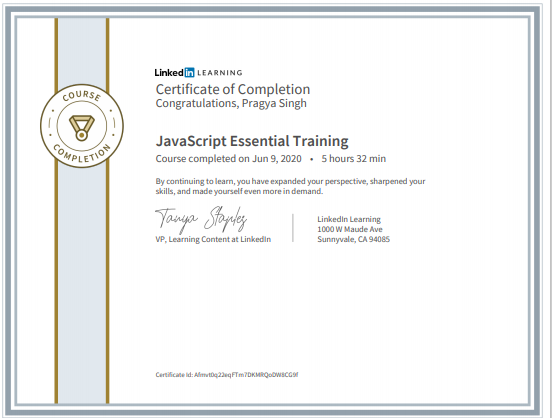 COURSE
COMPLETION
Linked in LEARNING
Certificate of Completion
Congratulations, Pragya Singh
JavaScript Essential Training
Course completed on Jun 9, 2020 • 5 hours 32 min
By continuing to learn, you have expanded your perspective, sharpened your
skills, and made yourself even more in demand.
Tanya Staples
VP, Learning Content at LinkedIn
LinkedIn Learning
1000 W Maude Ave
Sunnyvale, CA 94085
Certificate Id: Afmvt0q22eqFTm7DKMRQoDW8CG9f